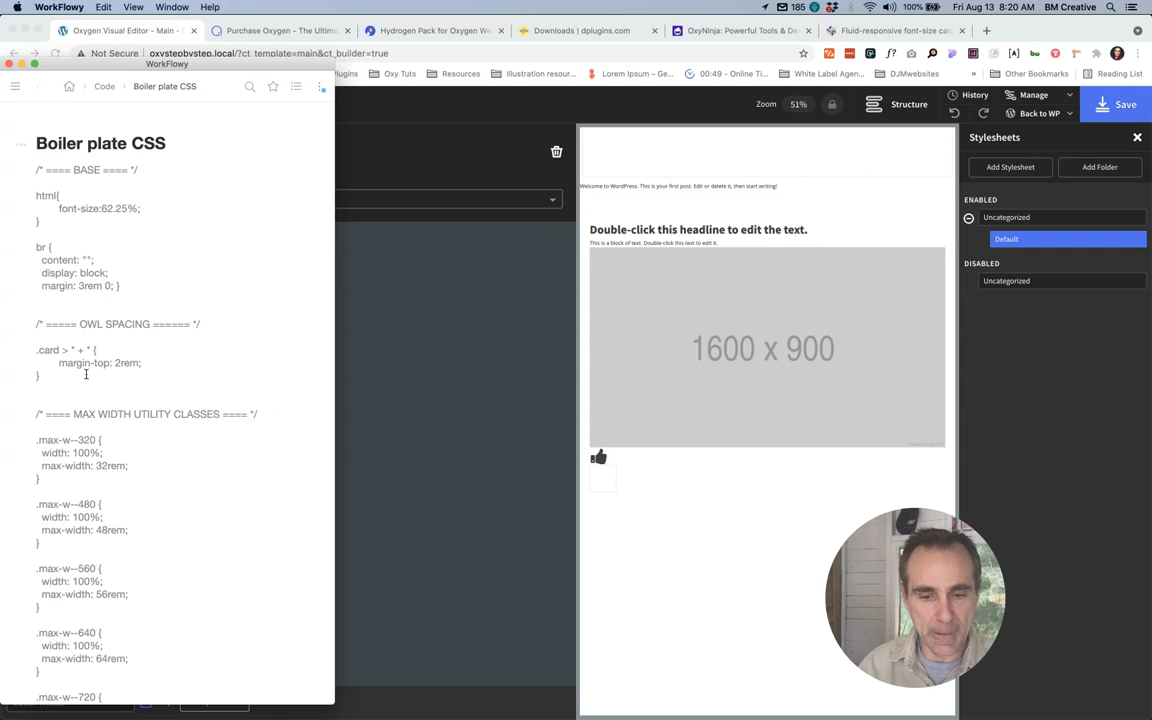 WorkFlowy Edit Window Help
185 100% Fri Aug 13 8:20 AM BM Creative
Oxygen Visual Editor - Main -
Purchase Oxygen - The Ultima
Hydrogen Pack for Oxygen We
Downloads | dplugins.com
OxyNinja: Powerful Tools & De
Fluid-responsive font-size calc
Not Secure oxystepbystep.local/?ct_template=main&ct_builder=true
Plugins Oxy Tuts Resources Illustration resour... Lorem Ipsum – Ge... 00:49 - Online Ti... White Label Agen... DJMwebsites » Other Bookmarks Reading List
WorkFlowy
Code Boiler plate CSS
Zoom 51% Structure History Manage Back to WP Save
Boiler plate CSS
/* ==== BASE ==== */
html{
font-size:62.25%;
}
br {
content: "";
display: block;
margin: 3rem 0; }
/* ===== OWL SPACING ====== */
.card > * + * {
margin-top: 2rem;
}
/* ==== MAX WIDTH UTILITY CLASSES ==== */
.max-w--320 {
width: 100%;
max-width: 32rem;
}
.max-w--480 {
width: 100%;
max-width: 48rem;
}
.max-w--560 {
width: 100%;
max-width: 56rem;
}
.max-w--640 {
width: 100%;
max-width: 64rem;
}
.max-w--720 {
Welcome to WordPress. This is your first post. Edit or delete it, then start writing!
Double-click this headline to edit the text.
This is a block of text. Double-click this text to edit it.
1600 x 900
Stylesheets
Add Stylesheet Add Folder
ENABLED
Uncategorized
Default
DISABLED
Uncategorized